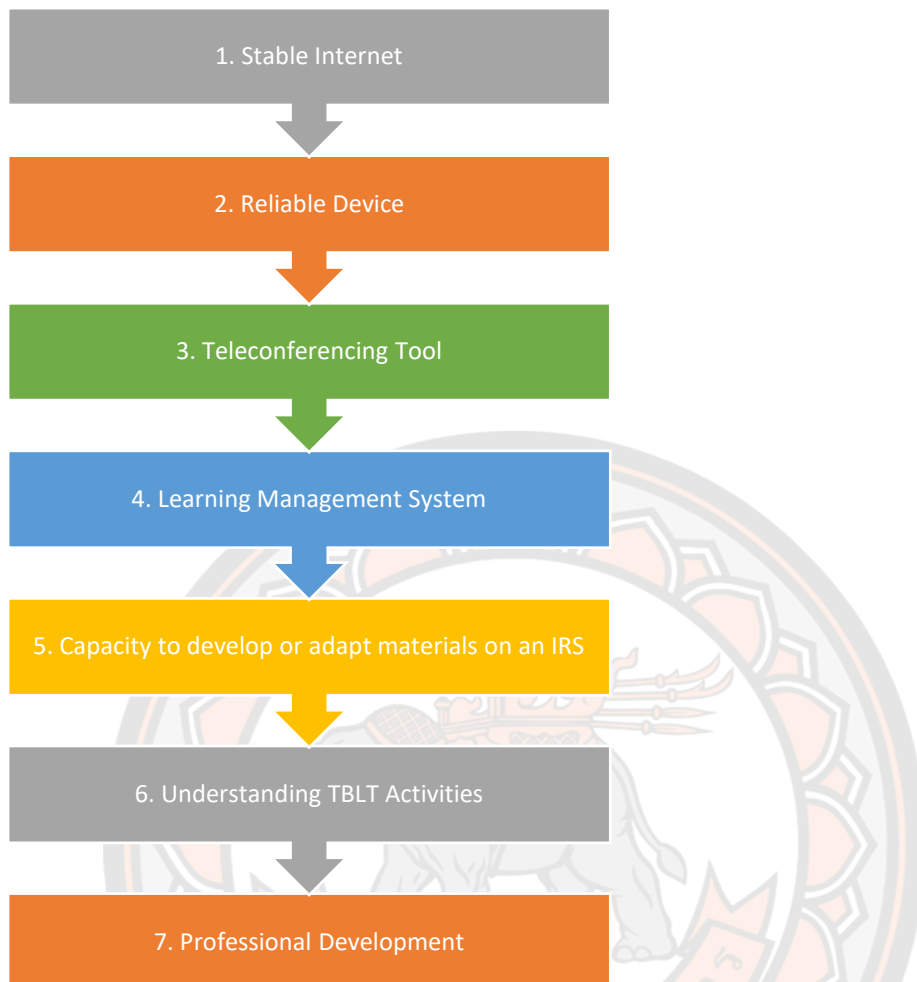 1. Stable Internet
2. Reliable Device
3. Teleconferencing Tool
4. Learning Management System
5. Capacity to develop or adapt materials on an IRS
6. Understanding TBLT Activities
7. Professional Development